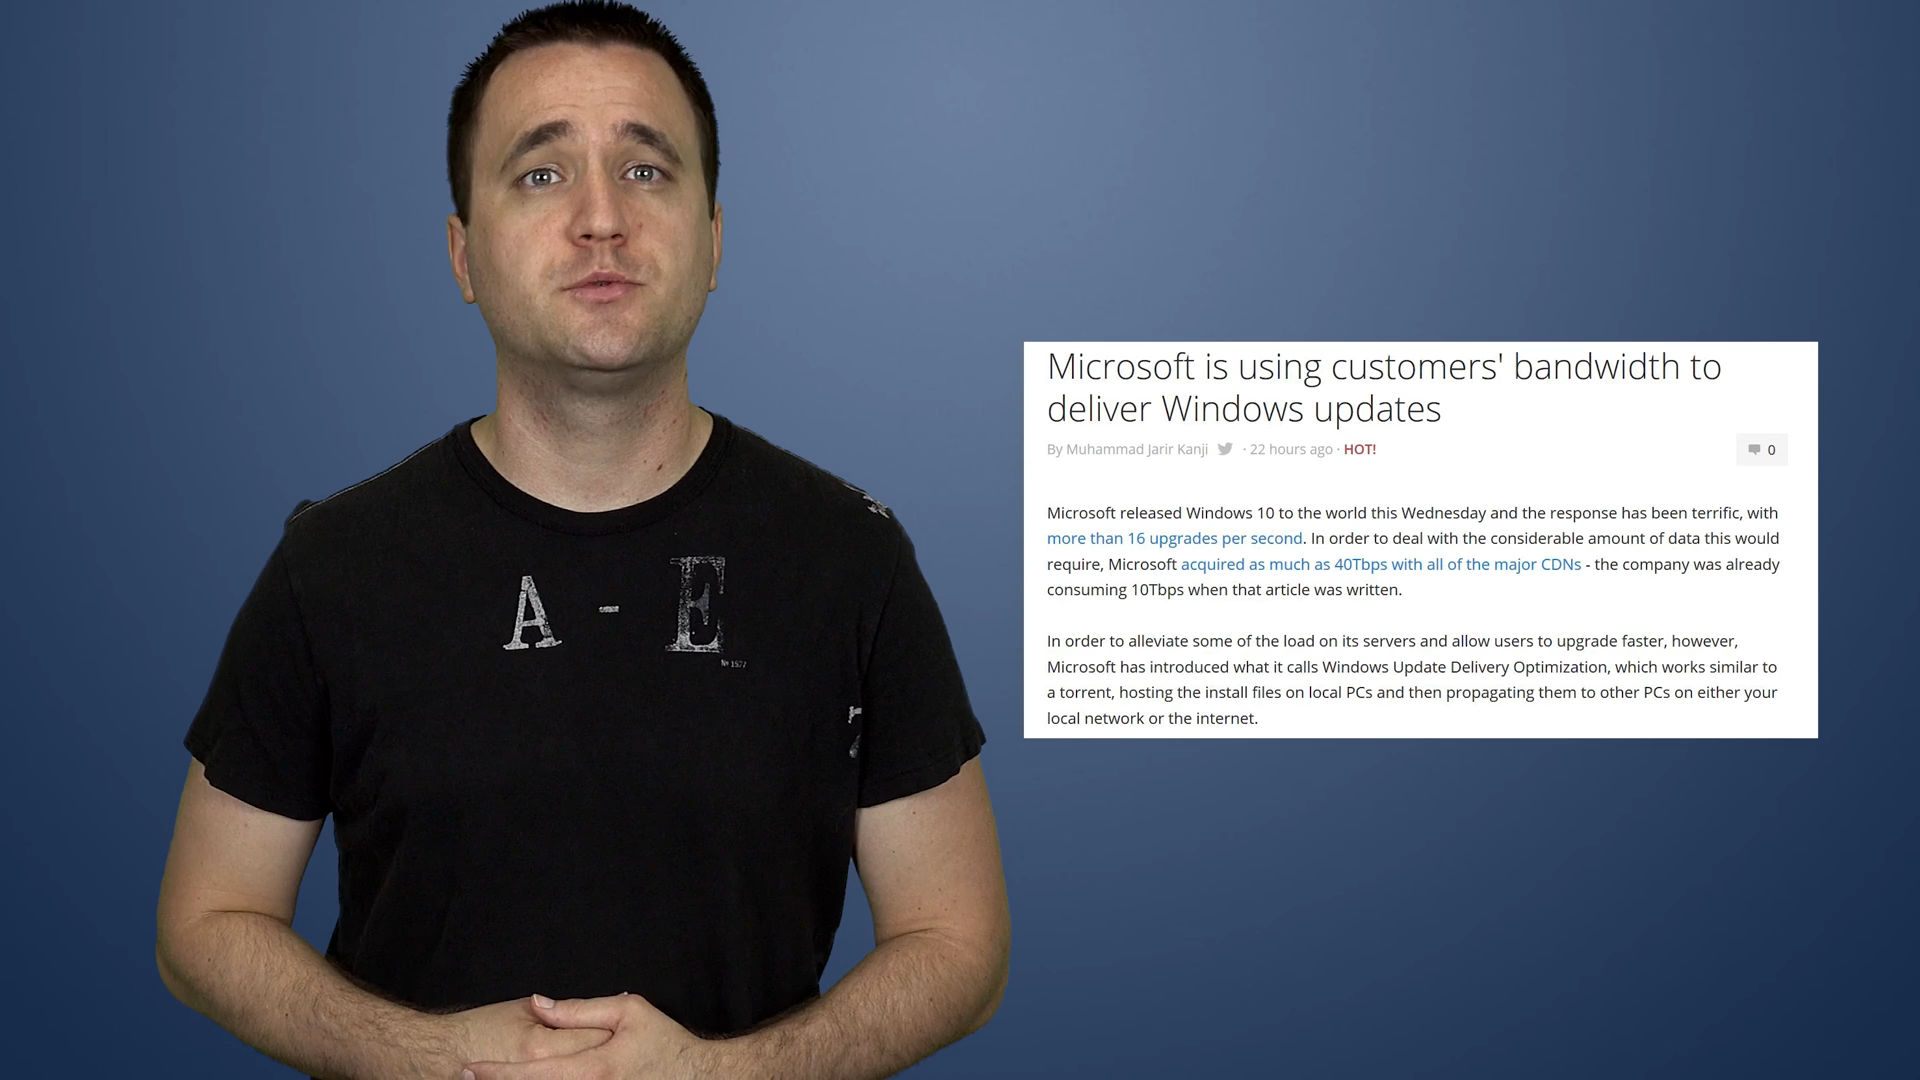 A - E
№ 1577
Microsoft is using customers' bandwidth to
deliver Windows updates
By Muhammad Jarir Kanji · 22 hours ago · HOT!
0
Microsoft released Windows 10 to the world this Wednesday and the response has been terrific, with
more than 16 upgrades per second. In order to deal with the considerable amount of data this would
require, Microsoft acquired as much as 40Tbps with all of the major CDNs - the company was already
consuming 10Tbps when that article was written.
In order to alleviate some of the load on its servers and allow users to upgrade faster, however,
Microsoft has introduced what it calls Windows Update Delivery Optimization, which works similar to
a torrent, hosting the install files on local PCs and then propagating them to other PCs on either your
local network or the internet.